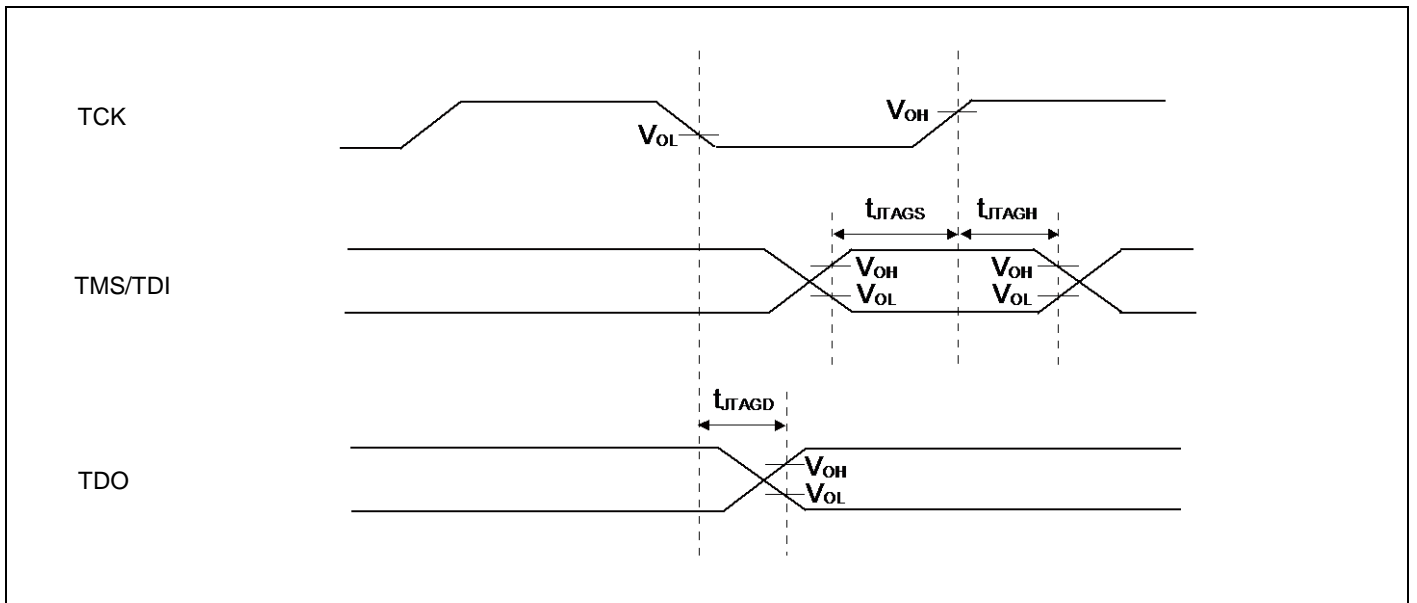 TCK
VOL
VOH
tJTAGS
tJTAGH
TMS/TDI
VOH
VOL
VOH
VOL
tJTAGD
TDO
VOH
VOL